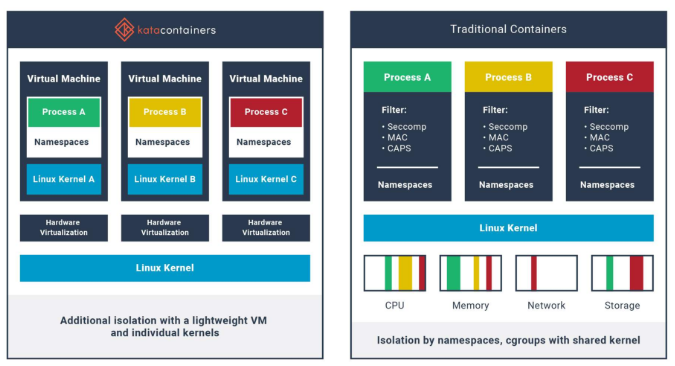 katacontainers
Virtual Machine
Process A
Namespaces
Linux Kernel A
Hardware
Virtualization
Virtual Machine
Process B
Namespaces
Linux Kernel B
Hardware
Virtualization
Virtual Machine
Process C
Namespaces
Linux Kernel C
Hardware
Virtualization
Linux Kernel
Additional isolation with a lightweight VM
and individual kernels
Traditional Containers
Process A
Filter:
• Seccomp
• MAC
• CAPS
Namespaces
Process B
Filter:
• Seccomp
• MAC
• CAPS
Namespaces
Process C
Filter:
• Seccomp
• MAC
• CAPS
Namespaces
Linux Kernel
CPU
Memory
Network
Storage
Isolation by namespaces, cgroups with shared kernel